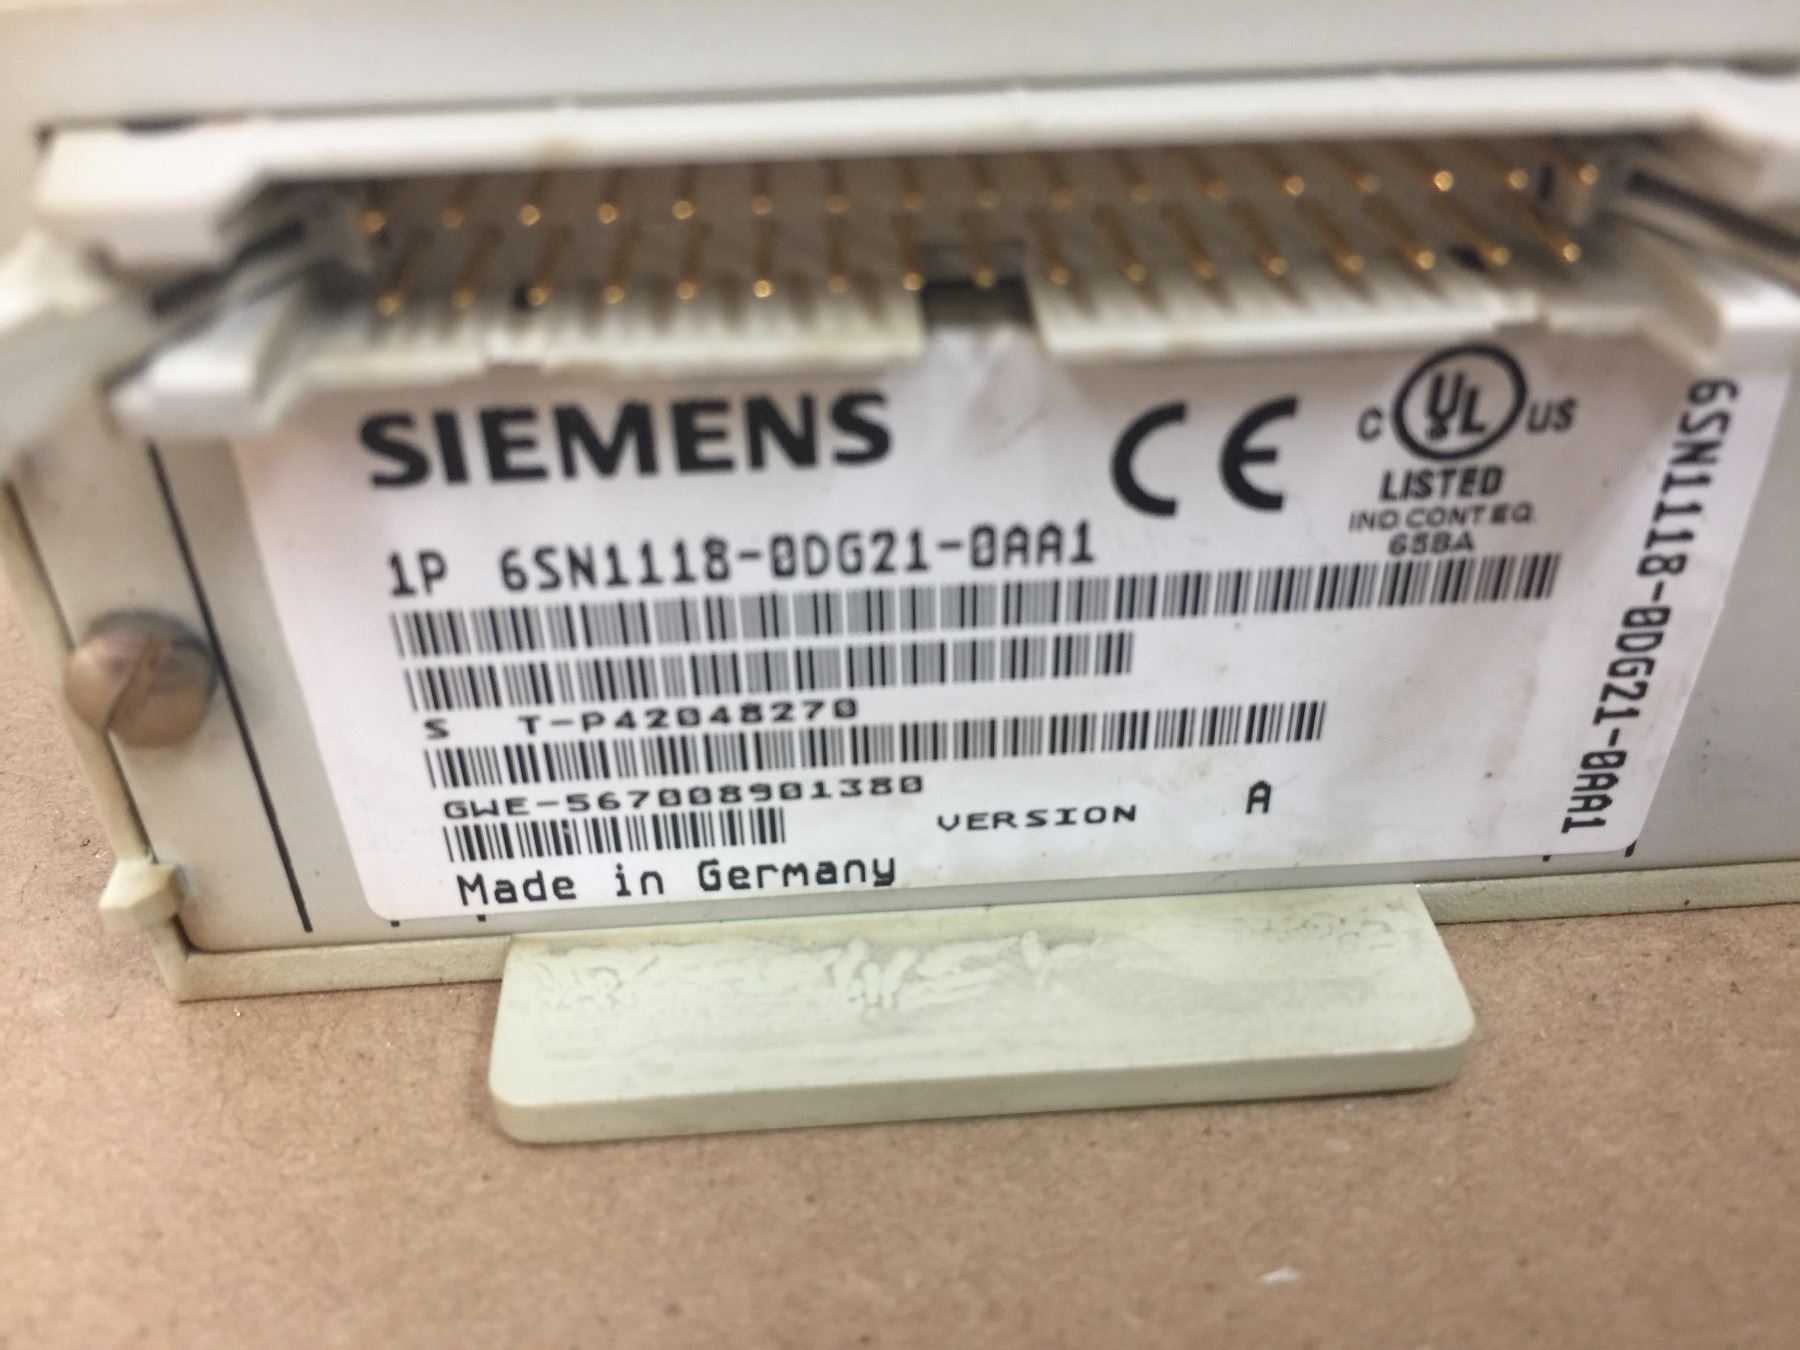 SIEMENS
CE
C UL US
LISTED
IND CONT EQ
658A
1P 6SN1118-0DG21-0AA1
S T-P42048270
GWE-567008901380
VERSION A
Made in Germany
6SN1118-0DG21-0AA1